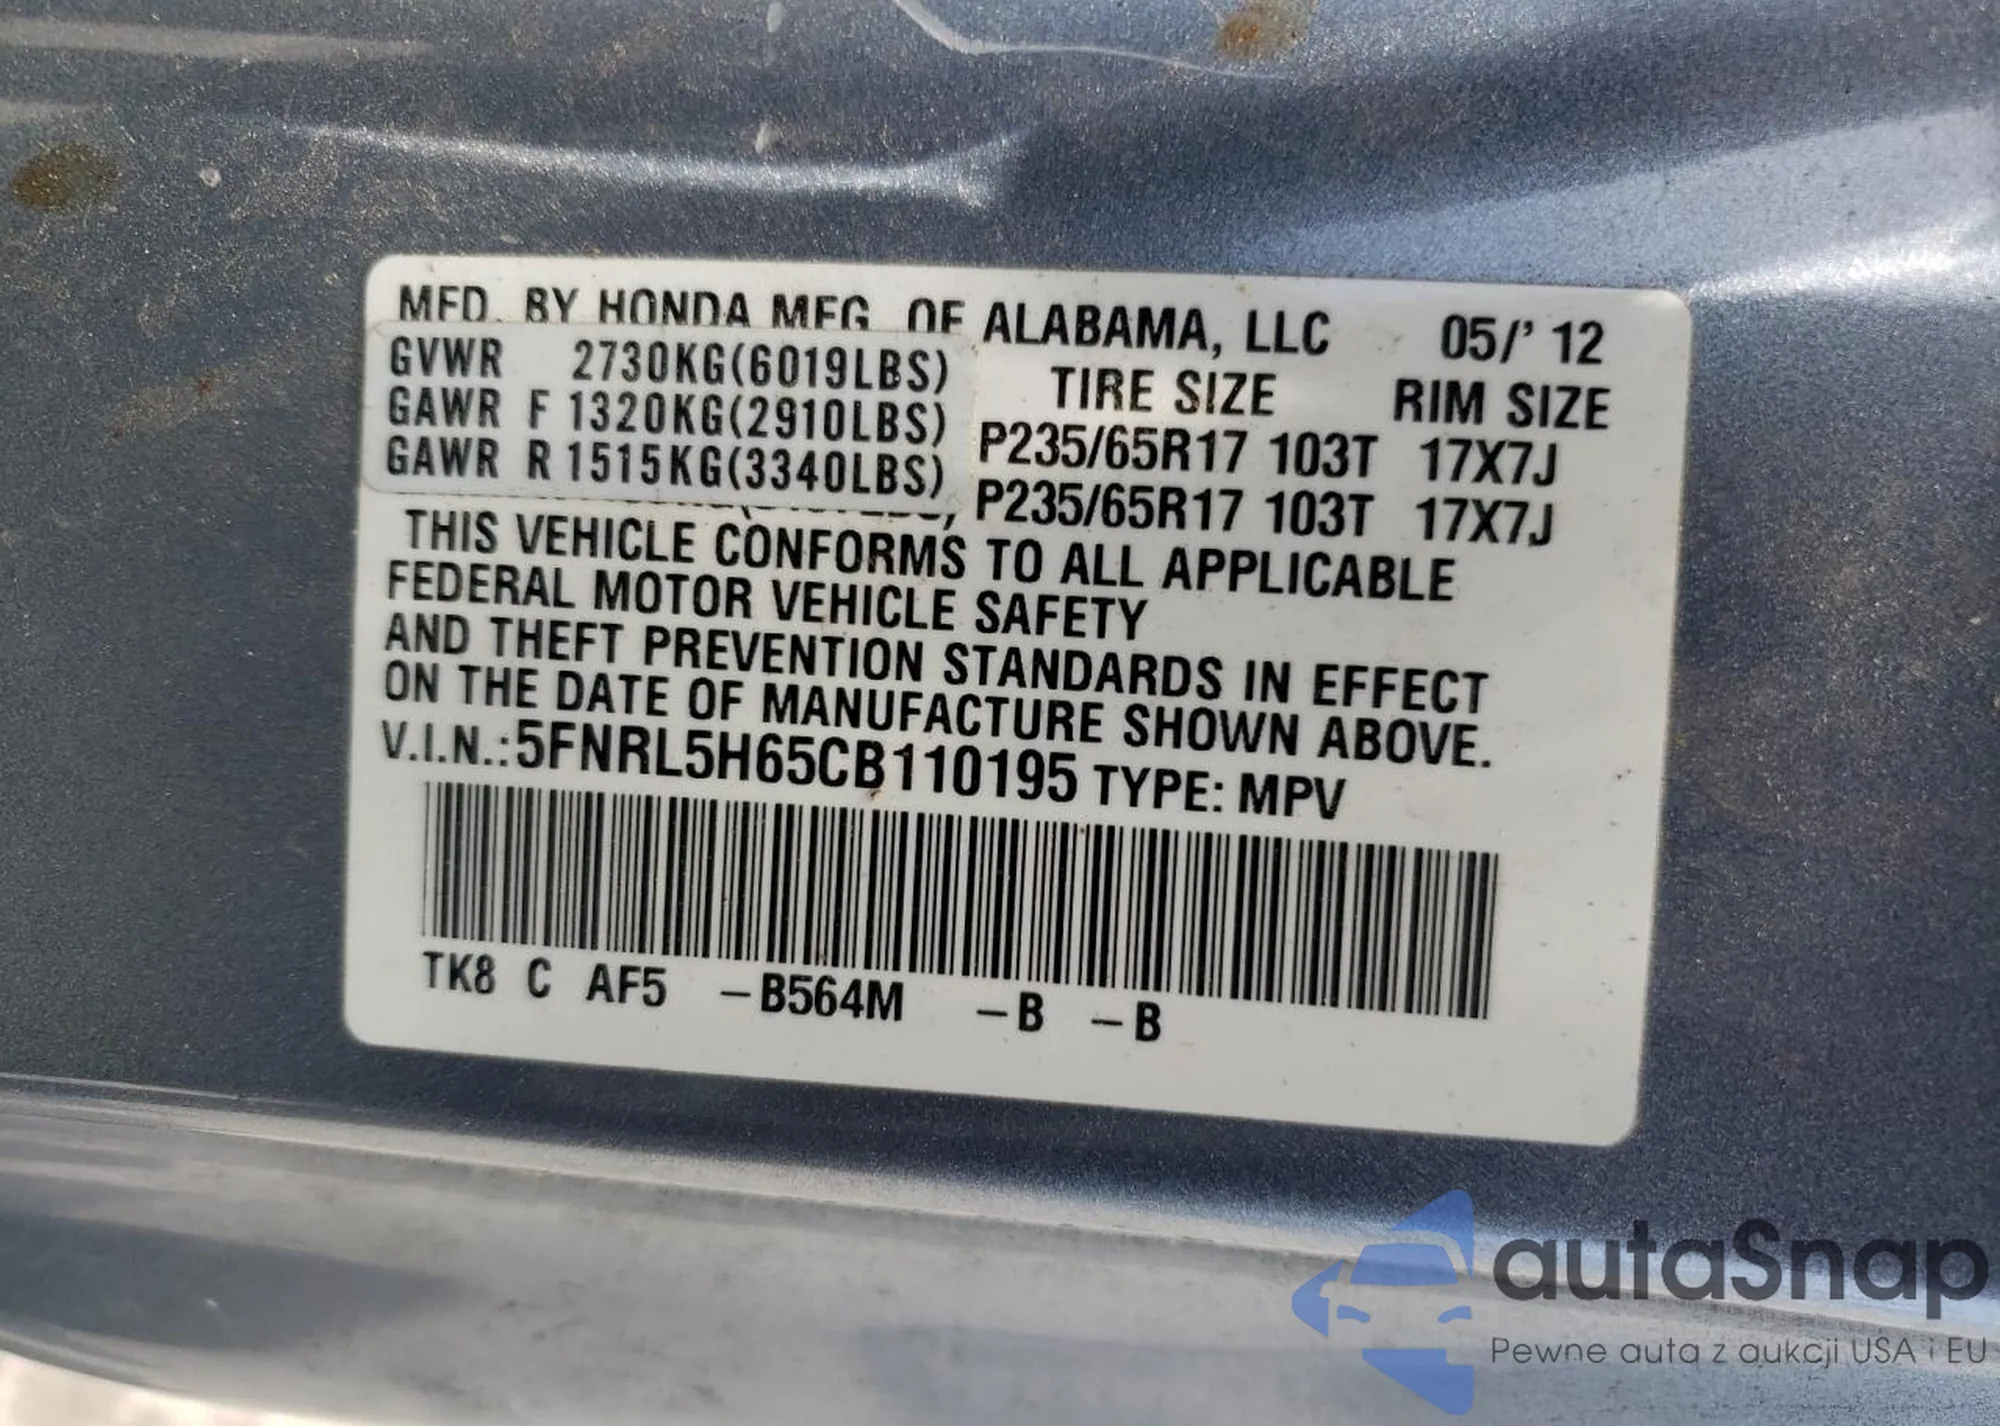 MFD. BY HONDA MFG. OF ALABAMA, LLC 05/' 12
GVWR 2730KG(6019LBS) TIRE SIZE RIM SIZE
GAWR F 1320KG(2910LBS) P235/65R17 103T 17X7J
GAWR R 1515KG(3340LBS) P235/65R17 103T 17X7J
THIS VEHICLE CONFORMS TO ALL APPLICABLE
FEDERAL MOTOR VEHICLE SAFETY
AND THEFT PREVENTION STANDARDS IN EFFECT
ON THE DATE OF MANUFACTURE SHOWN ABOVE.
V.I.N.:5FNRL5H65CB110195 TYPE: MPV
TK8 C AF5 –B564M –B –B
autaSnap
Pewne auta z aukcji USA i EU